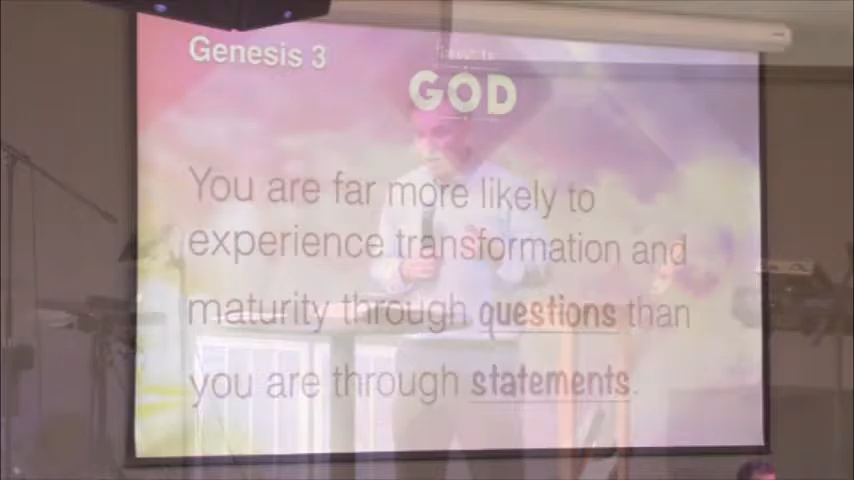 Genesis 3
GOD
You are far more likely to
experience transformation and
maturity through questions than
you are through statements.